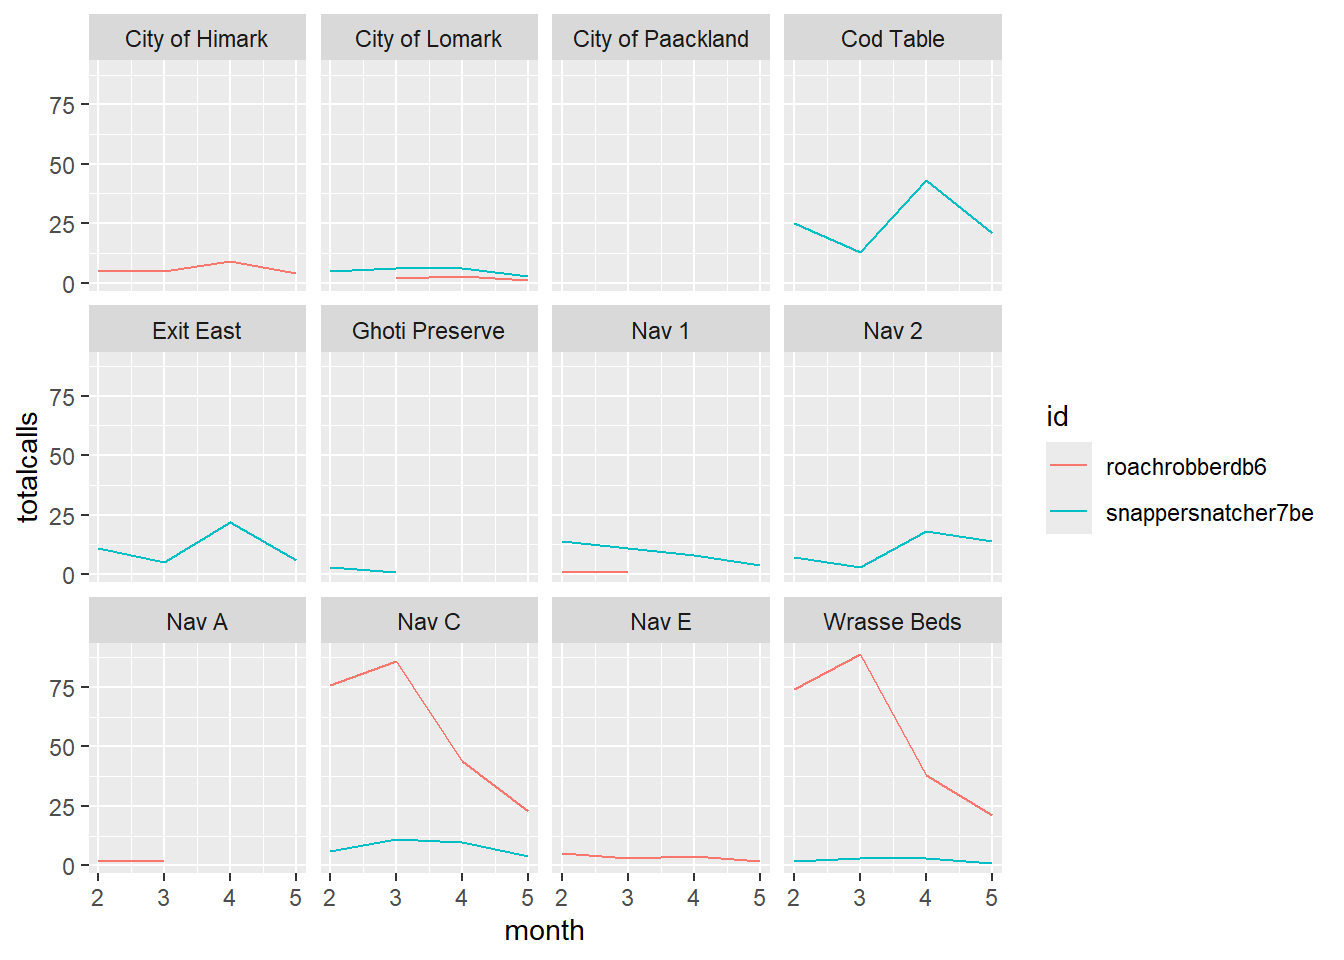 City of Himark City of Lomark City of Paackland Cod Table
75
50
25
0
Exit East Ghoti Preserve Nav 1 Nav 2
75
50
25
0
Nav A Nav C Nav E Wrasse Beds
75
50
25
0
2 3 4 5 2 3 4 5 2 3 4 5 2 3 4 5
month
totalcalls
id
roachrobberdb6
snappersnatcher7be